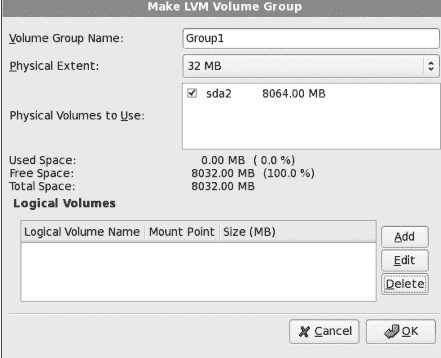 Make LVM Volume Group
Volume Group Name: Group1
Physical Extent: 32 MB
sda2 8064.00 MB
Physical Volumes to Use:
Used Space: 0.00 MB ( 0.0 %)
Free Space: 8032.00 MB (100.0 %)
Total Space: 8032.00 MB
Logical Volumes
Logical Volume Name Mount Point Size (MB)
Add
Edit
Delete
Cancel OK